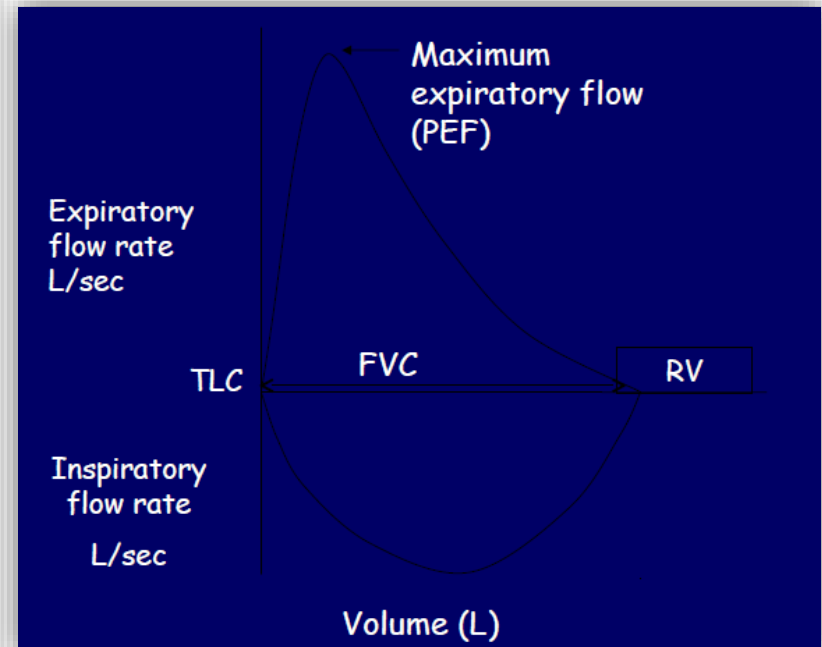 Maximum
expiratory flow
(PEF)
Expiratory
flow rate
L/sec
TLC
FVC
RV
Inspiratory
flow rate
L/sec
Volume (L)